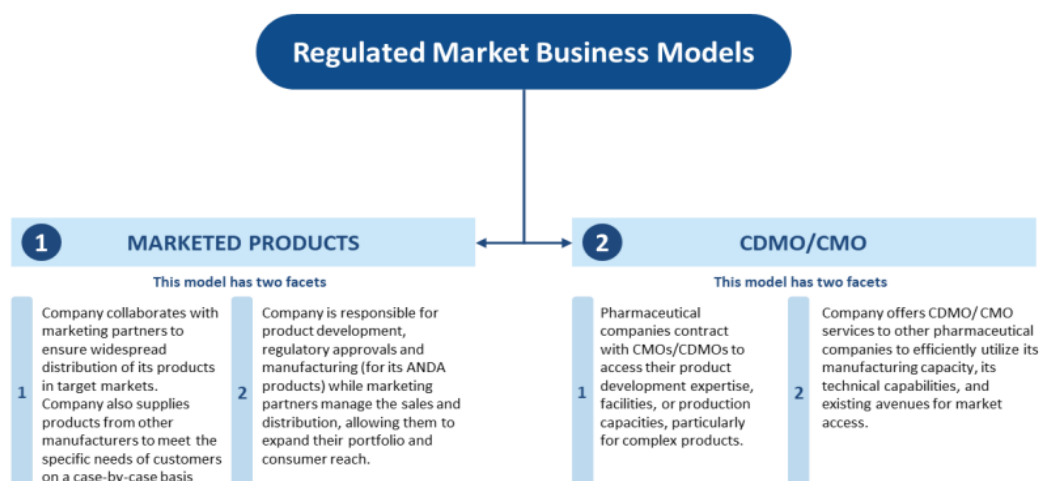 Regulated Market Business Models
1 MARKETED PRODUCTS
This model has two facets
1
Company collaborates with
marketing partners to
ensure widespread
distribution of its products
in target markets.
Company also supplies
products from other
manufacturers to meet the
specific needs of customers
on a case-by-case basis
2
Company is responsible for
product development,
regulatory approvals and
manufacturing (for its ANDA
products) while marketing
partners manage the sales and
distribution, allowing them to
expand their portfolio and
consumer reach.
2 CDMO/CMO
This model has two facets
1
Pharmaceutical
companies contract
with CMOs/CDMOs to
access their product
development expertise,
facilities, or production
capacities, particularly
for complex products.
2
Company offers CDMO/ CMO
services to other pharmaceutical
companies to efficiently utilize its
manufacturing capacity, its
technical capabilities, and
existing avenues for market
access.